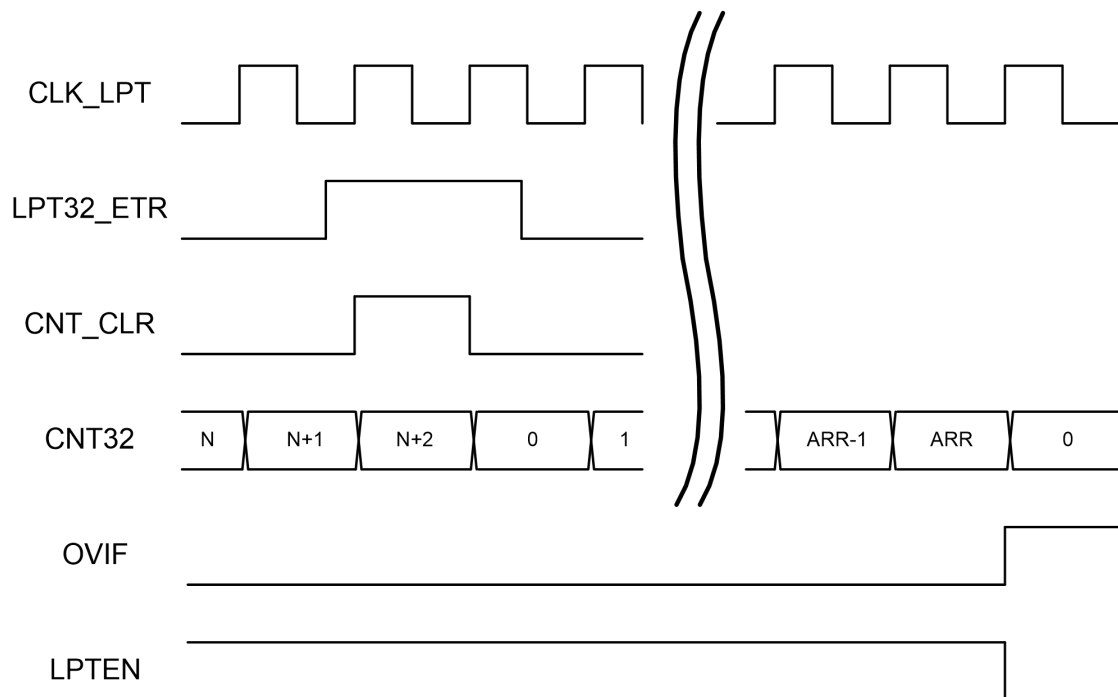 CLK_LPT
LPT32_ETR
CNT_CLR
CNT32 N N+1 N+2 0 1 ARR-1 ARR 0
OVIF
LPTEN